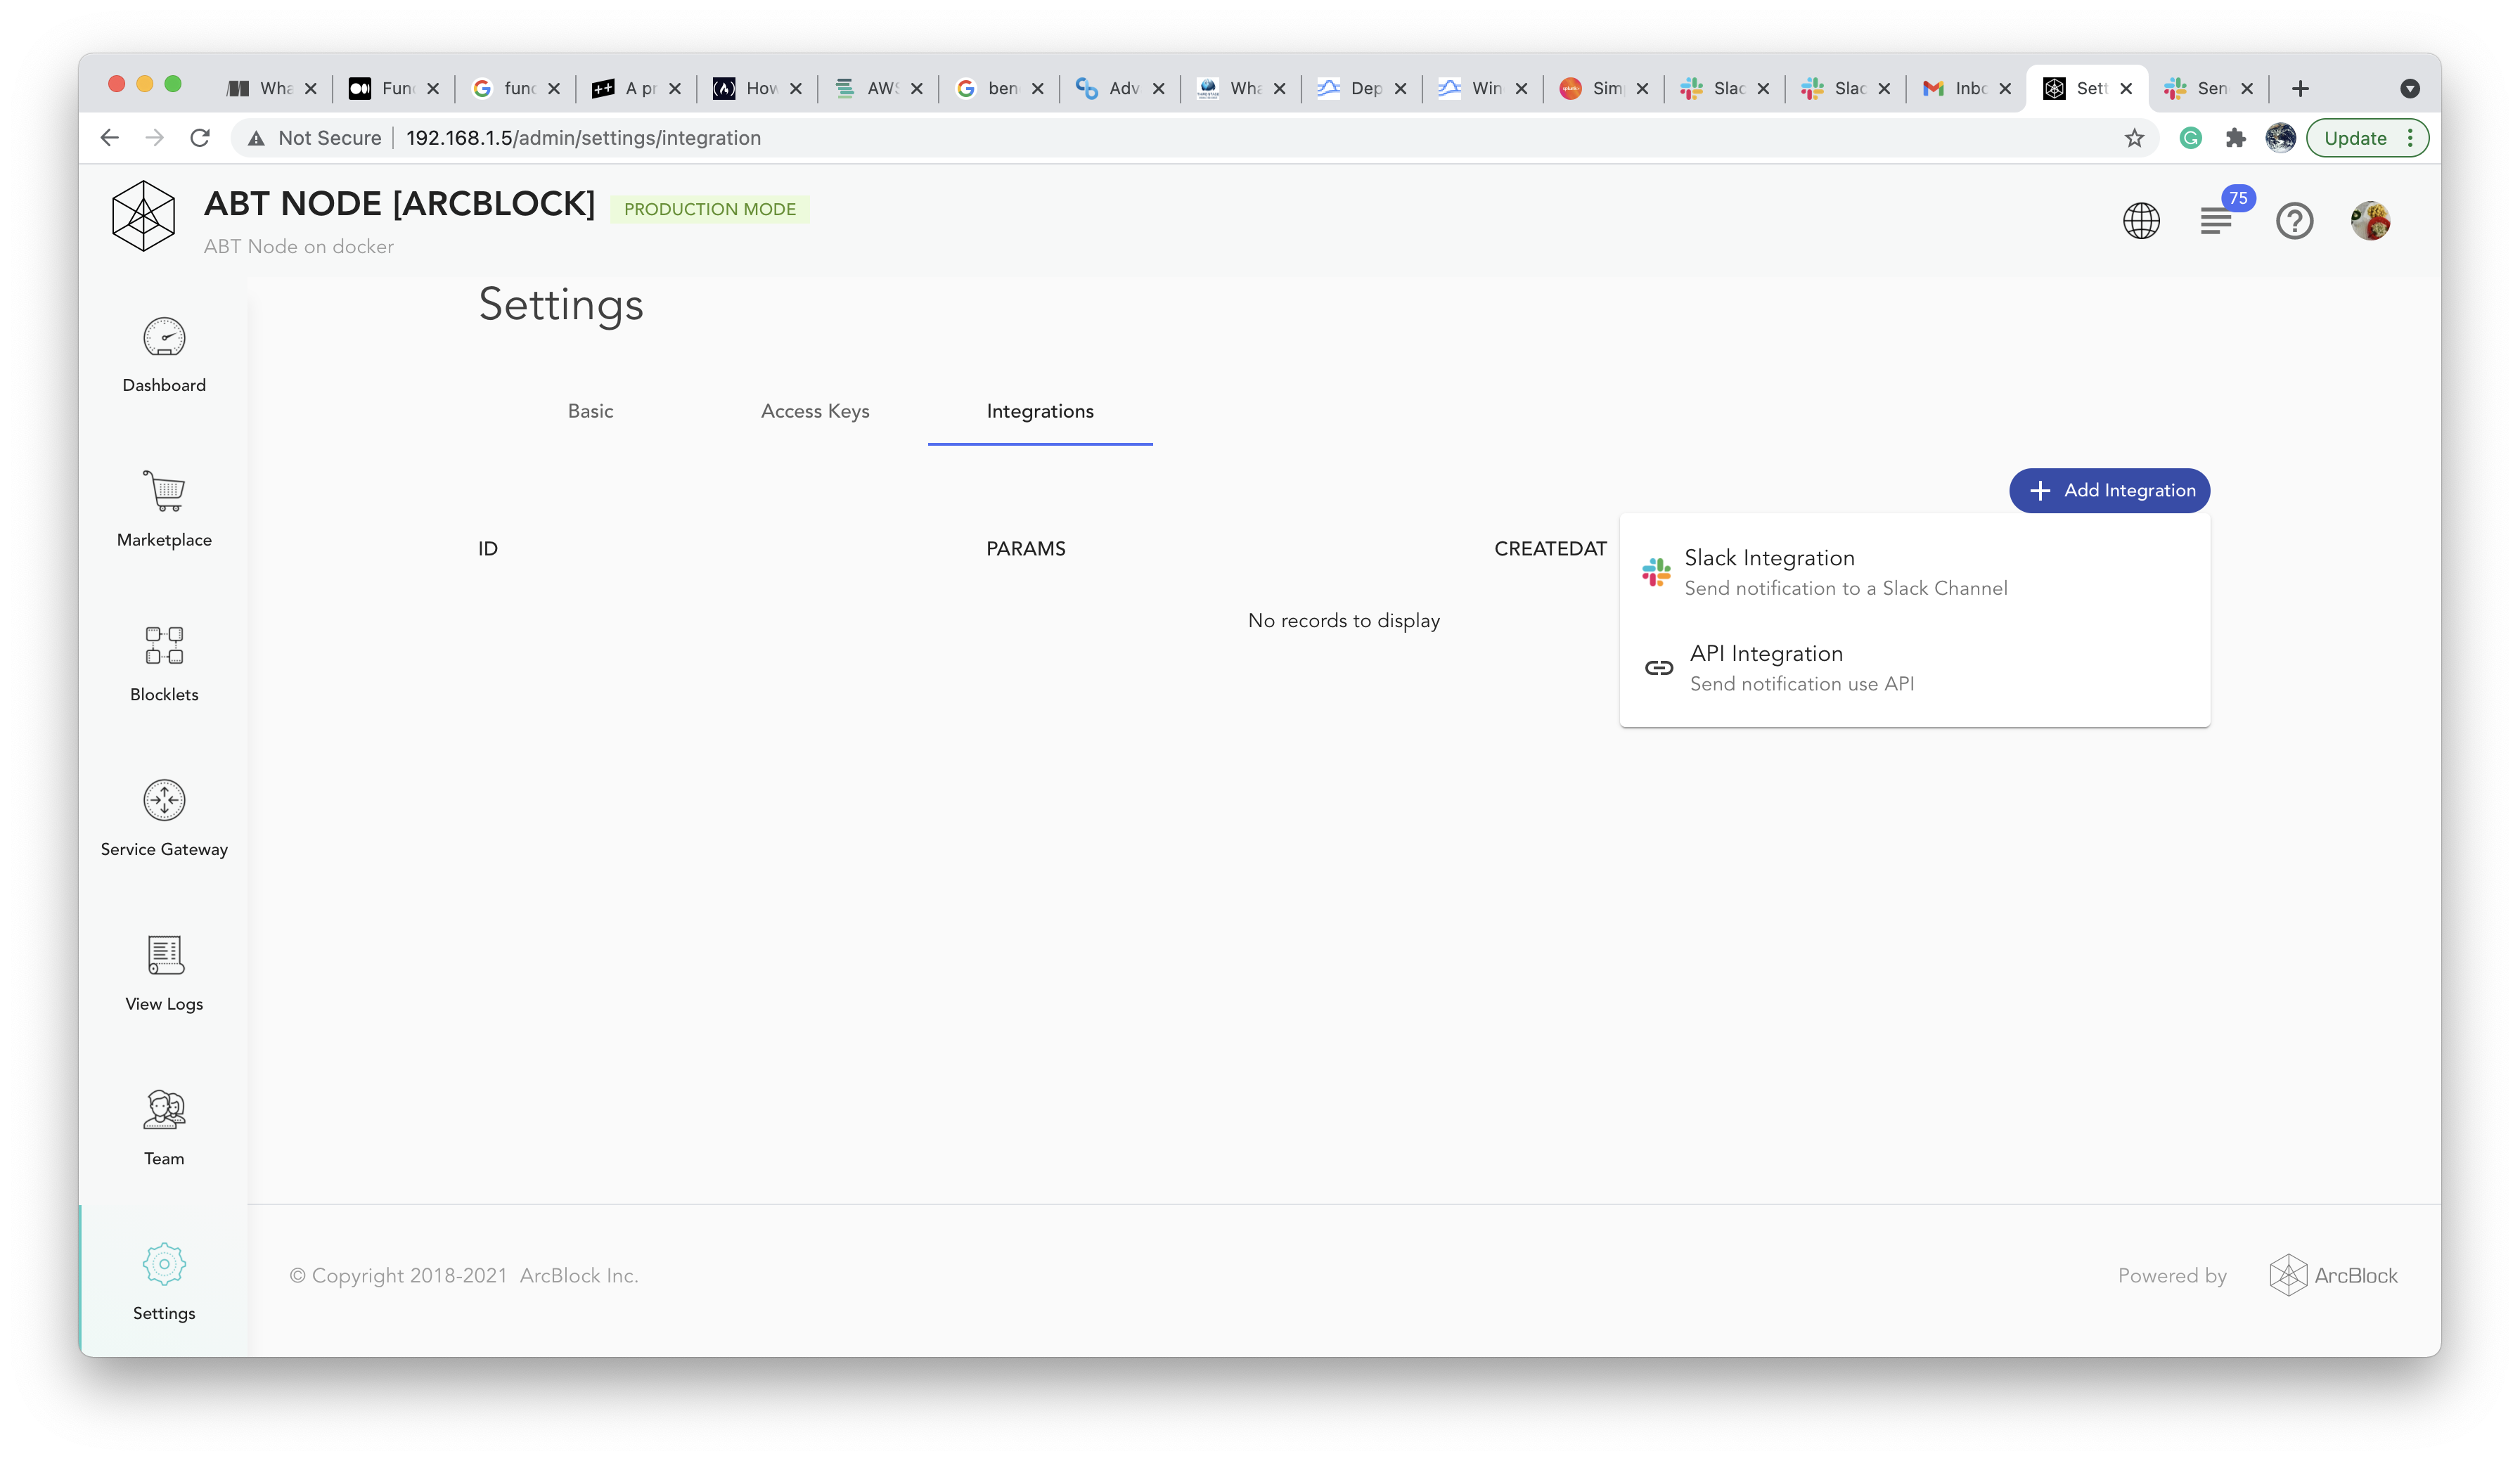 Wha
Fun
func
A pr
How
AWS
ben
Adv
Wha
Dep
Win
Sim
Slac
Slac
Inbo
Sett
Sen
Not Secure
192.168.1.5/admin/settings/integration
Update
ABT NODE [ARCBLOCK]
PRODUCTION MODE
75
ABT Node on docker
Settings
Dashboard
Basic
Access Keys
Integrations
Add Integration
Marketplace
ID
PARAMS
CREATEDAT
Slack Integration
Send notification to a Slack Channel
No records to display
API Integration
Send notification use API
Blocklets
Service Gateway
View Logs
Team
Settings
© Copyright 2018-2021 ArcBlock Inc.
Powered by
ArcBlock